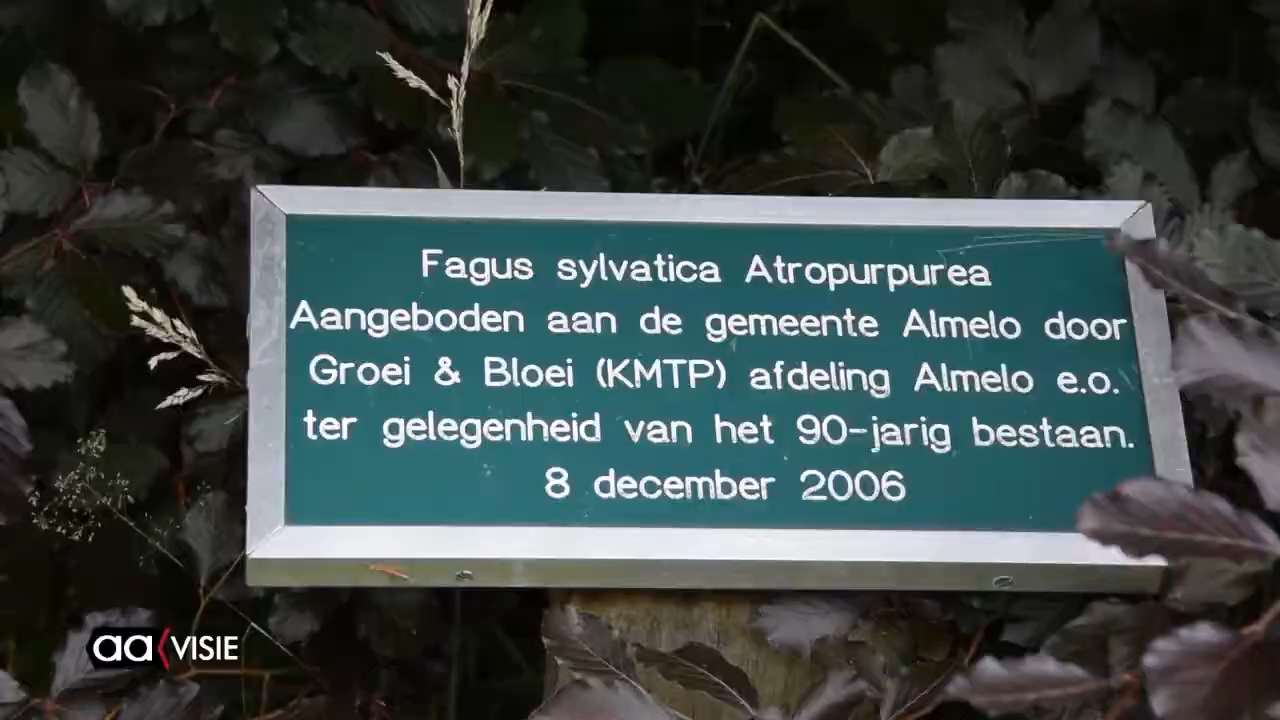 Fagus sylvatica Atropurpurea
Aangeboden aan de gemeente Almelo door
Groei & Bloei (KMTP) afdeling Almelo e.o.
ter gelegenheid van het 90-jarig bestaan.
8 december 2006
aa VISIE